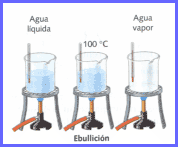 Agua
líquida
100 °C
Agua
vapor
Ebullición